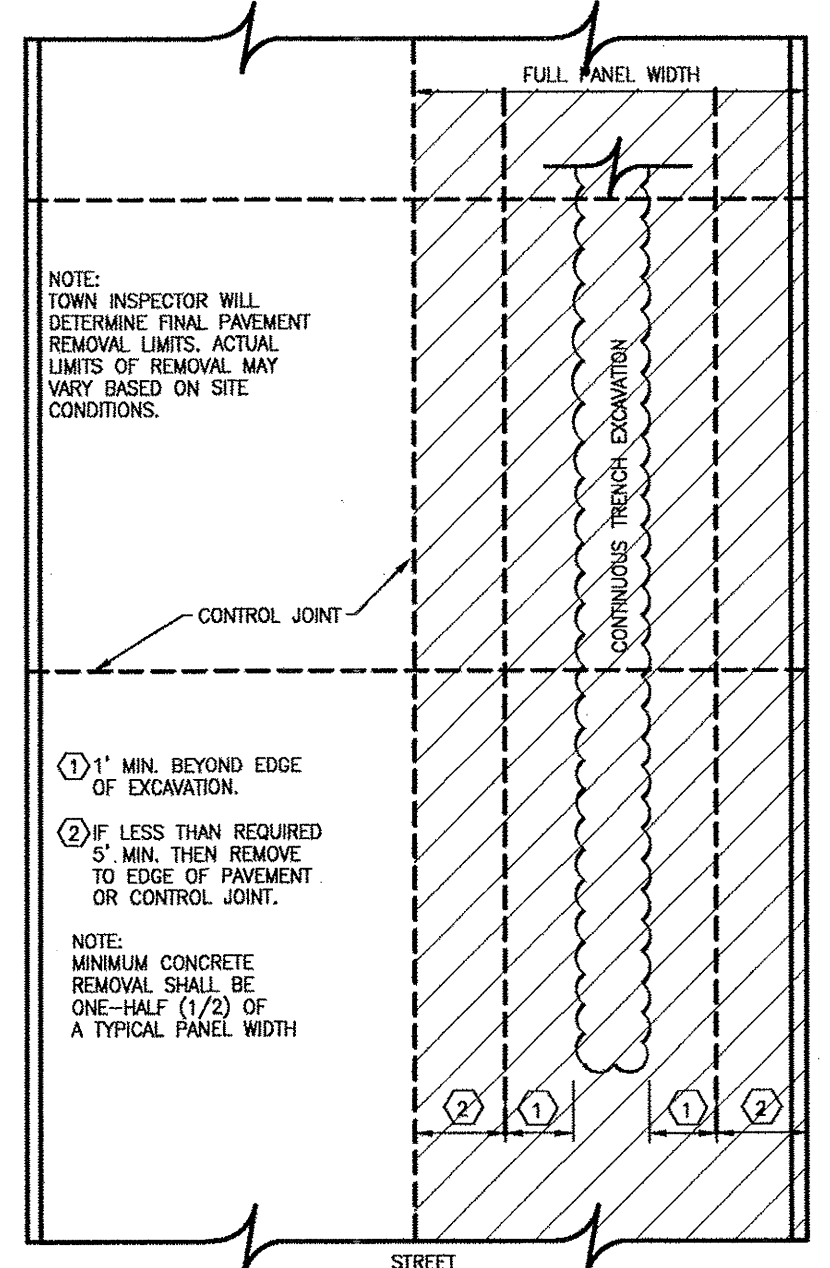 FULL PANEL WIDTH
NOTE:
TOWN INSPECTOR WILL
DETERMINE FINAL PAVEMENT
REMOVAL LIMITS. ACTUAL
LIMITS OF REMOVAL MAY
VARY BASED ON SITE
CONDITIONS.
CONTINUOUS TRENCH EXCAVATION
CONTROL JOINT
1 1' MIN. BEYOND EDGE
OF EXCAVATION.
2 IF LESS THAN REQUIRED
5'. MIN. THEN REMOVE
TO EDGE OF PAVEMENT
OR CONTROL JOINT.
NOTE:
MINIMUM CONCRETE
REMOVAL SHALL BE
ONE-HALF (1/2) OF
A TYPICAL PANEL WIDTH
2 1 1 2
STREET